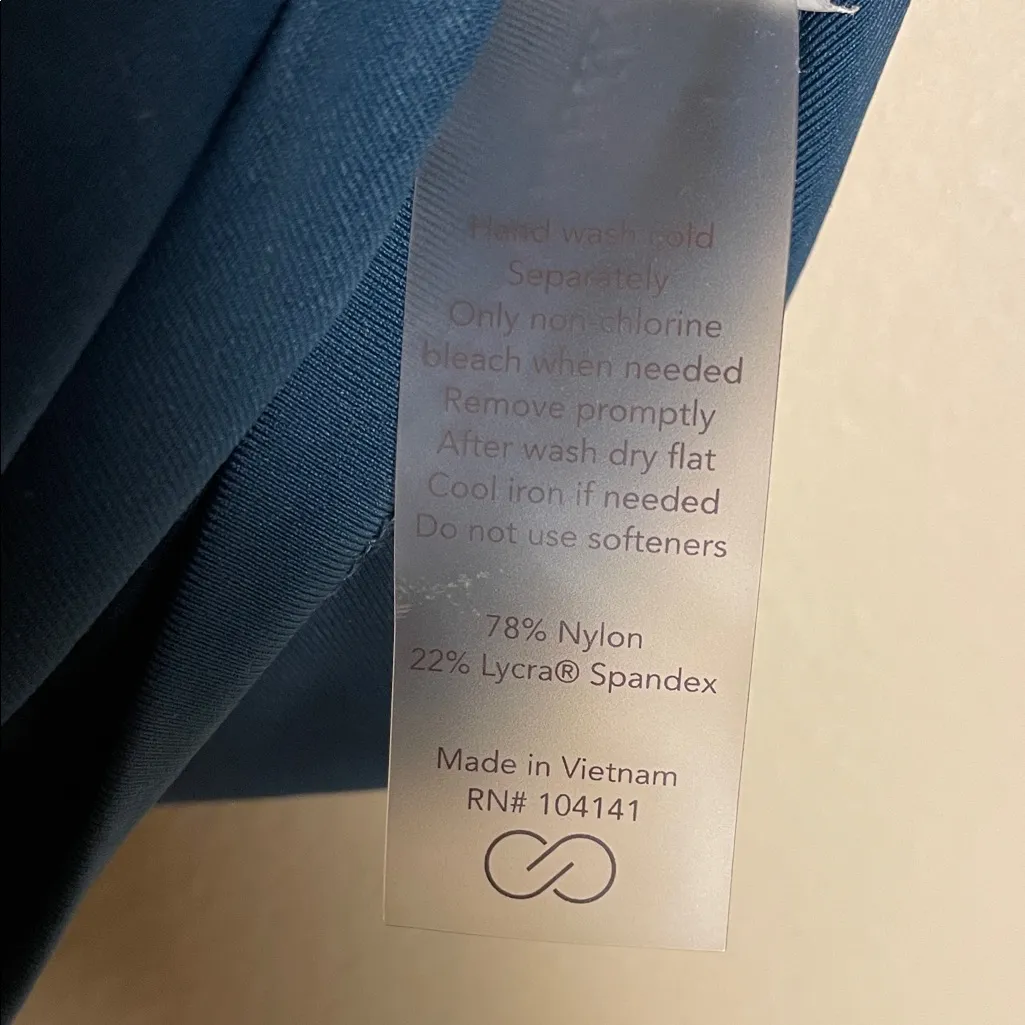 Hand wash cold
Separately
Only non-chlorine
bleach when needed
Remove promptly
After wash dry flat
Cool iron if needed
Do not use softeners
78% Nylon
22% Lycra® Spandex
Made in Vietnam
RN# 104141